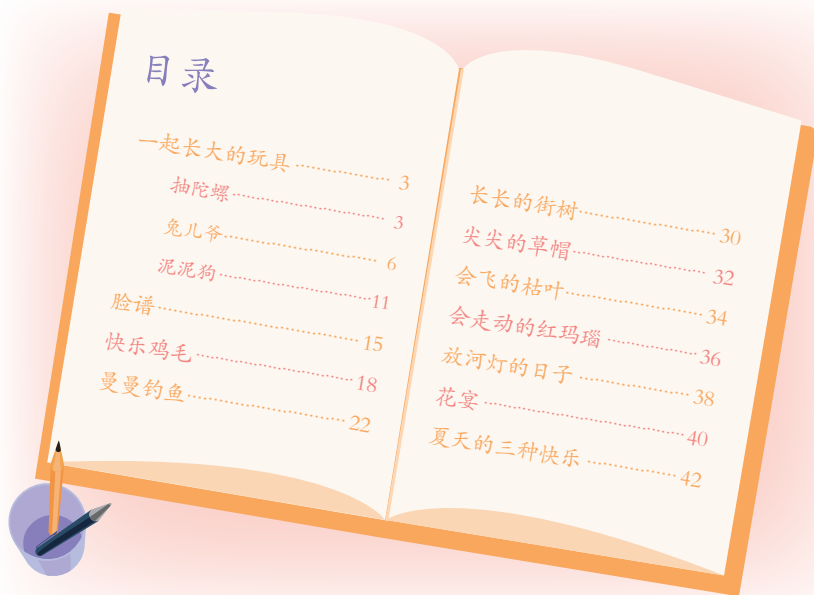 目录
一起长大的玩具 3
抽陀螺 3
兔儿爷 6
泥泥狗 11
脸谱 15
快乐鸡毛 18
曼曼钓鱼 22
长长的街树 30
尖尖的草帽 32
会飞的枯叶 34
会走动的红玛瑙 36
放河灯的日子 38
花宴 40
夏天的三种快乐 42